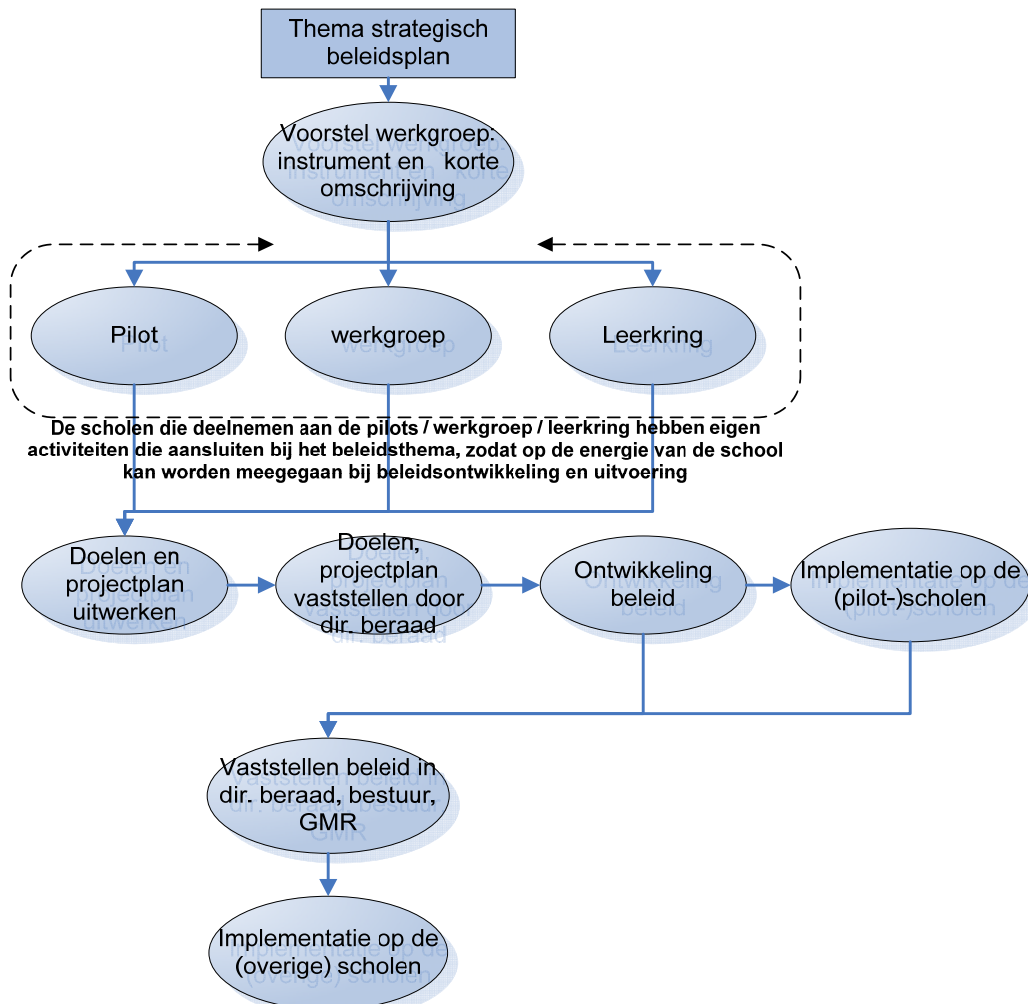 Thema strategisch
beleidsplan
Voorstel werkgroep:
instrument en korte
omschrijving
Pilot
werkgroep
Leerkring
De scholen die deelnemen aan de pilots / werkgroep / leerkring hebben eigen
activiteiten die aansluiten bij het beleidsthema, zodat op de energie van de school
kan worden meegegaan bij beleidsontwikkeling en uitvoering
Doelen en
projectplan
uitwerken
Doelen,
projectplan
vaststellen door
dir. beraad
Ontwikkeling
beleid
Implementatie op de
(pilot-)scholen
Vaststellen beleid in
dir. beraad, bestuur,
GMR
Implementatie op de
(overige) scholen